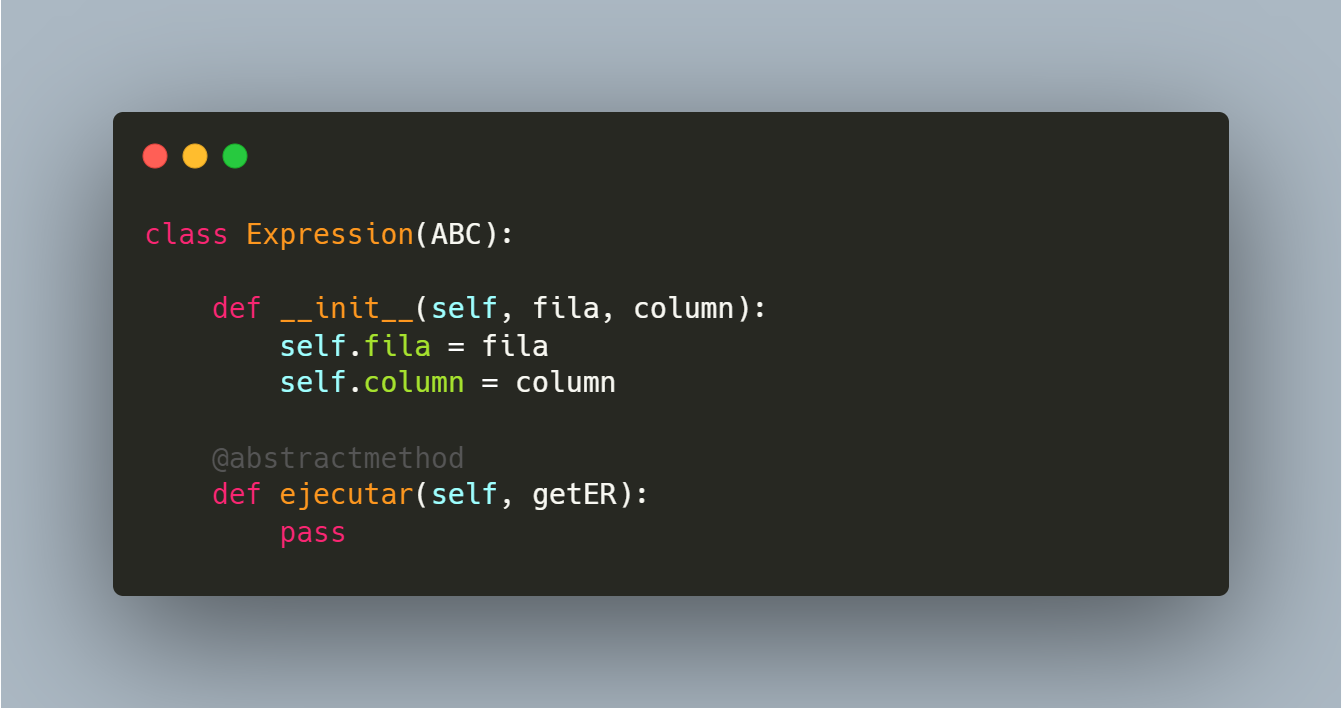 class Expression(ABC):
    def __init__(self, fila, column):
        self.fila = fila
        self.column = column
    @abstractmethod
    def ejecutar(self, getER):
        pass